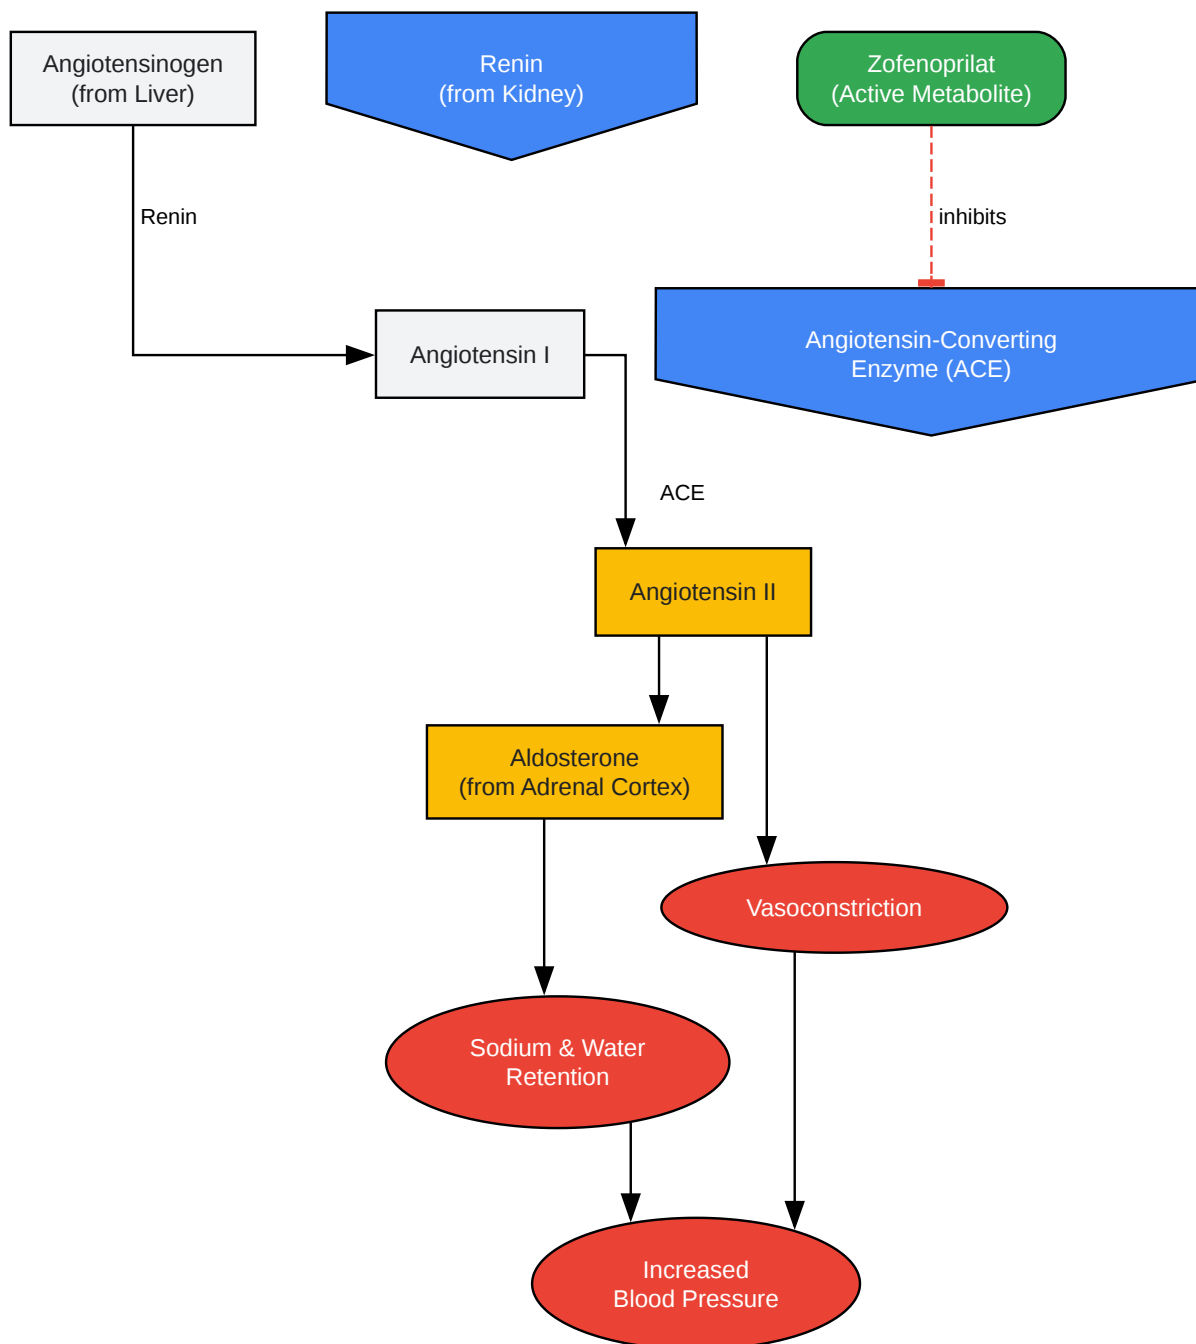 Angiotensinogen
(from Liver)
Renin
(from Kidney)
Zofenoprilat
(Active Metabolite)
Renin
inhibits
Angiotensin I
Angiotensin-Converting
Enzyme (ACE)
ACE
Angiotensin II
Aldosterone
(from Adrenal Cortex)
Vasoconstriction
Sodium & Water
Retention
Increased
Blood Pressure